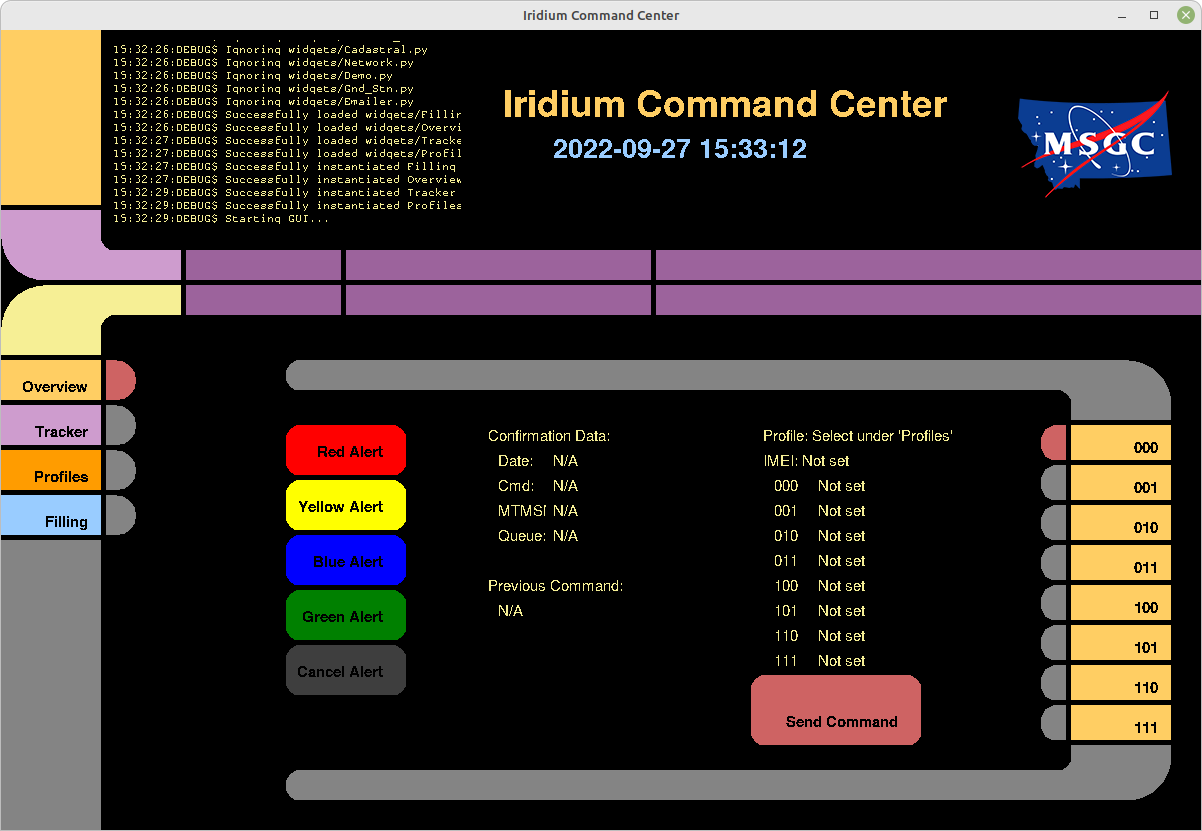 Iridium Command Center
15:32:26:DEBUG$ Ignoring widgets/Cadastral.py
15:32:26:DEBUG$ Ignoring widgets/Network.py
15:32:26:DEBUG$ Ignoring widgets/Demo.py
15:32:26:DEBUG$ Ignoring widgets/Gnd_Stn.py
15:32:26:DEBUG$ Ignoring widgets/Emailer.py
15:32:26:DEBUG$ Successfully loaded widgets/Fillin
15:32:26:DEBUG$ Successfully loaded widgets/Overvi
15:32:27:DEBUG$ Successfully loaded widgets/Tracke
15:32:27:DEBUG$ Successfully loaded widgets/Profil
15:32:27:DEBUG$ Successfully instantiated Filling
15:32:27:DEBUG$ Successfully instantiated Overview
15:32:29:DEBUG$ Successfully instantiated Tracker
15:32:29:DEBUG$ Successfully instantiated Profiles
15:32:29:DEBUG$ Starting GUI...
Iridium Command Center
2022-09-27 15:33:12
MSGC
Overview
Tracker
Profiles
Filling
Red Alert
Yellow Alert
Blue Alert
Green Alert
Cancel Alert
Confirmation Data:
Date: N/A
Cmd: N/A
MTMSI N/A
Queue: N/A
Previous Command:
N/A
Profile: Select under 'Profiles'
IMEI: Not set
000 Not set
001 Not set
010 Not set
011 Not set
100 Not set
101 Not set
110 Not set
111 Not set
Send Command
000
001
010
011
100
101
110
111